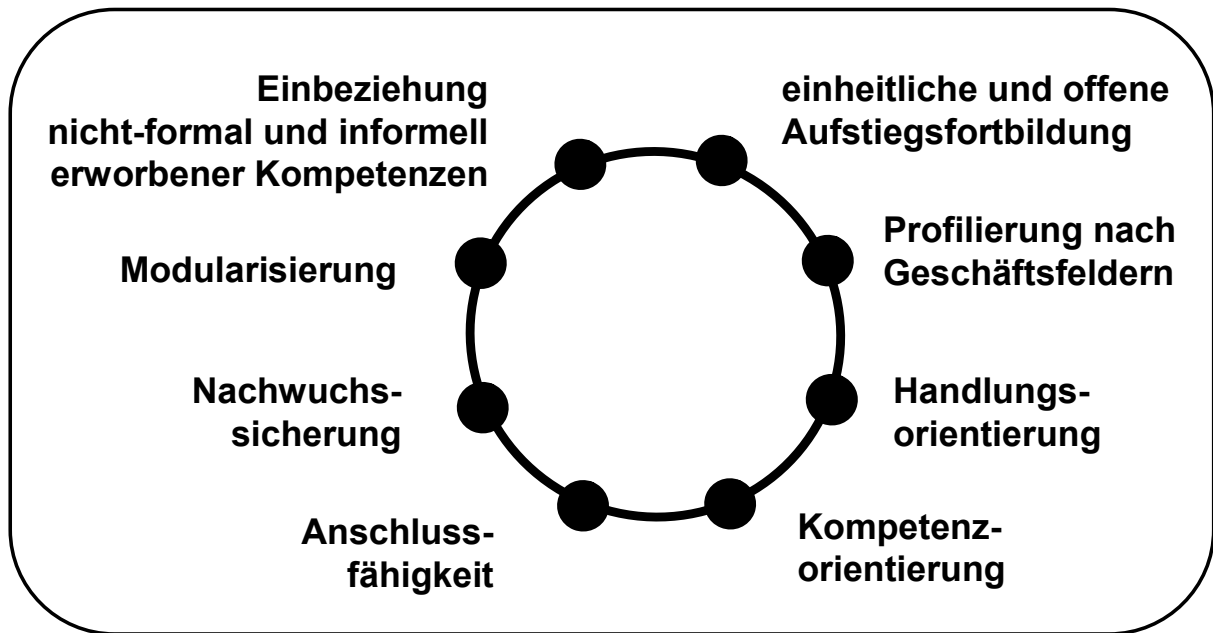 Einbeziehung
nicht-formal und informell
erworbener Kompetenzen
einheitliche und offene
Aufstiegsfortbildung
Profilierung nach
Geschäftsfeldern
Modularisierung
Handlungs-
orientierung
Nachwuchs-
sicherung
Kompetenz-
orientierung
Anschluss-
fähigkeit